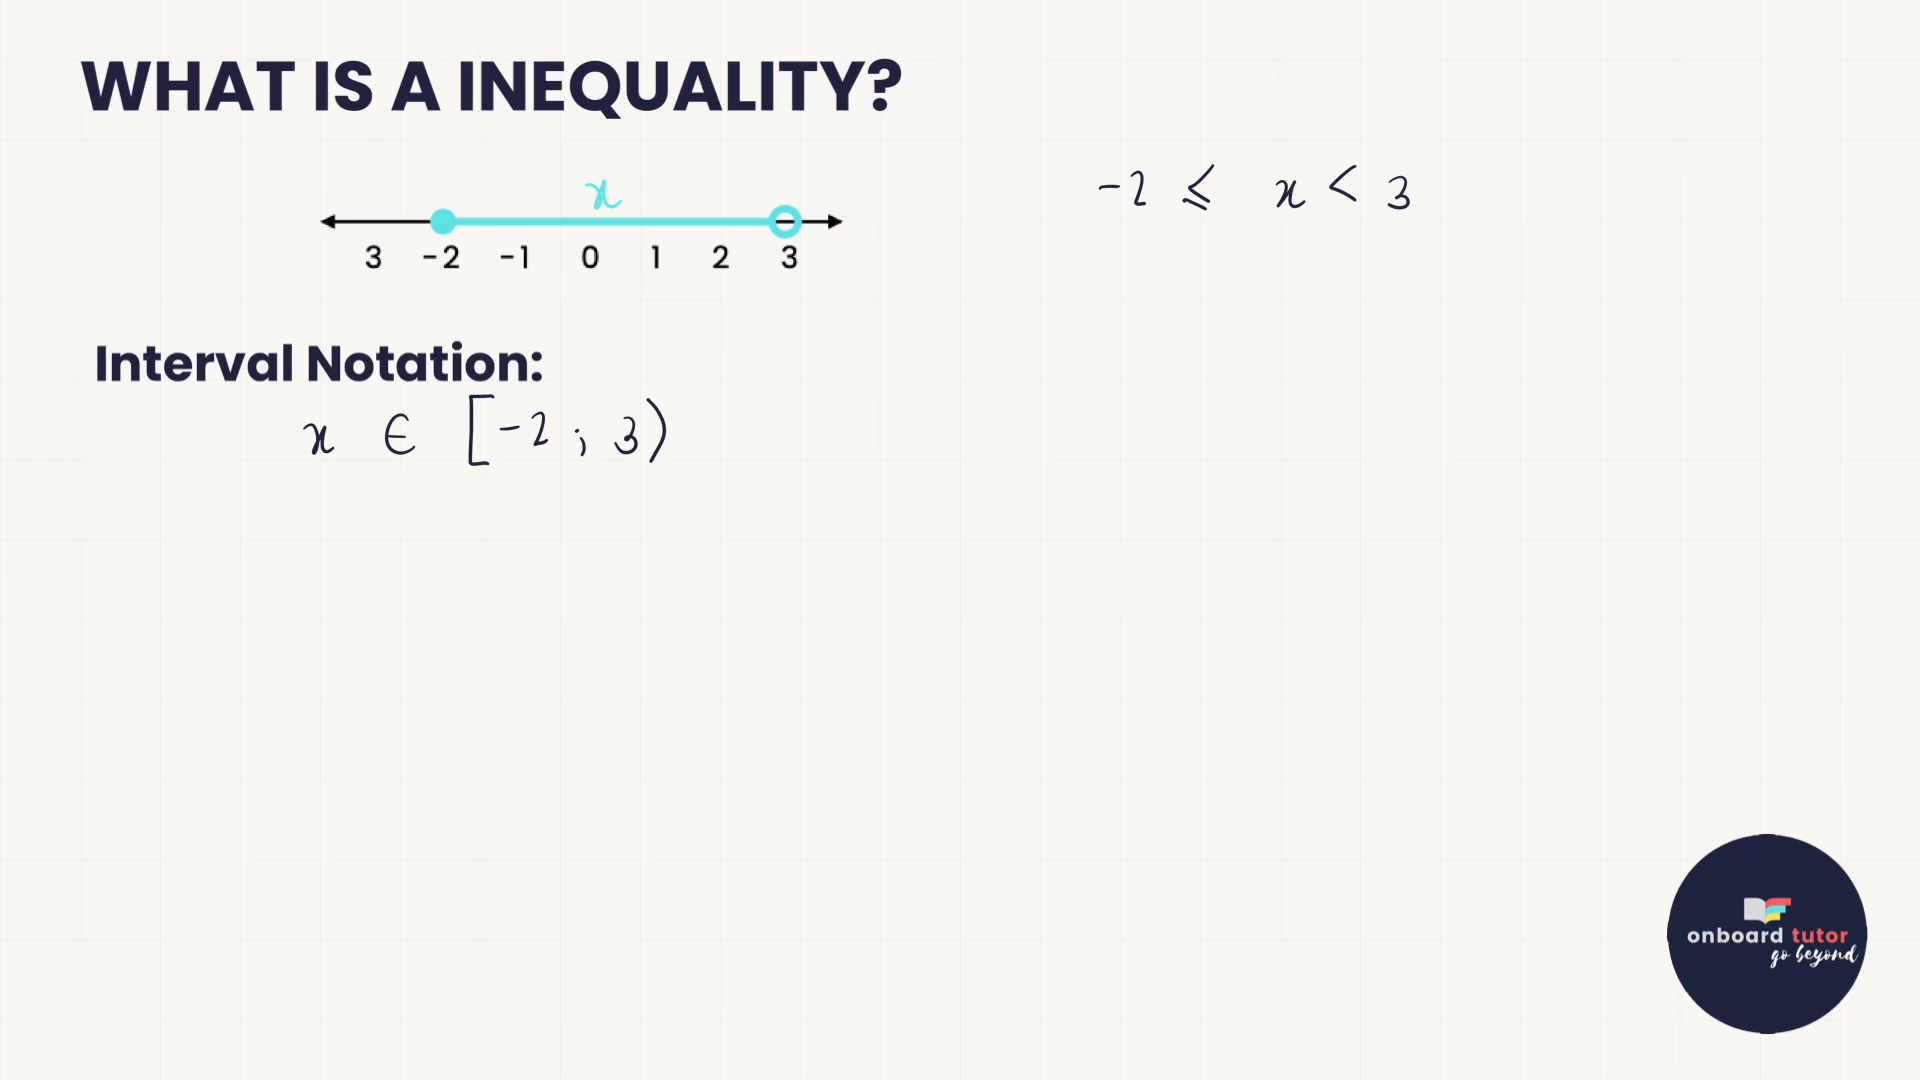 WHAT IS A INEQUALITY?
x
-2 ≤ x < 3
3 -2 -1 0 1 2 3
Interval Notation:
x ∈ [-2 ; 3)
onboard tutor
go beyond